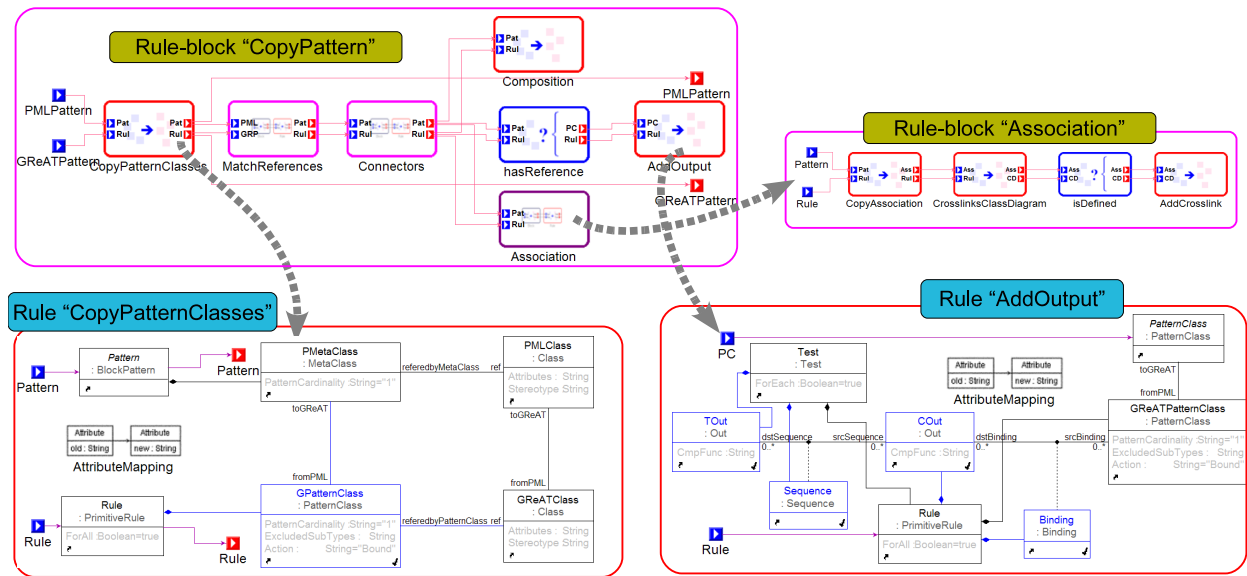 Rule-block “CopyPattern”
PMLPattern
GReATPattern
Pat
Rul
Pat
Rul
CopyPatternClasses
PML
GRP
Pat
Rul
MatchReferences
Pat
Rul
Pat
Rul
Connectors
Pat
Rul
Composition
Pat
Rul
?
PC
Rul
hasReference
PC
Rul
AddOutput
Pat
Rul
Association
PMLPattern
GReATPattern
Rule-block “Association”
Pattern
Rule
Pat
Rul
Ass
Rul
CopyAssociation
Ass
Rul
Ass
CD
CrosslinksClassDiagram
Ass
CD
?
Ass
CD
isDefined
Ass
CD
AddCrosslink
Rule “CopyPatternClasses”
Pattern
Pattern
: BlockPattern
Pattern
PMetaClass
: MetaClass
PatternCardinality :String="1"
referedbyMetaClass
ref
PMLClass
: Class
Attributes : String
Stereotype String
toGReAT
toGReAT
Attribute
old : String
Attribute
new : String
AttributeMapping
fromPML
fromPML
Rule
Rule
: PrimitiveRule
ForAll :Boolean=true
Rule
GPatternClass
: PatternClass
PatternCardinality :String="1"
ExcludedSubTypes : String
Action : String="Bound"
referedbyPatternClass
ref
GReATClass
: Class
Attributes : String
Stereotype String
Rule “AddOutput”
PC
Test
: Test
ForEach :Boolean=true
Attribute
old : String
Attribute
new : String
AttributeMapping
PatternClass
: PatternClass
toGReAT
fromPML
TOut
: Out
CmpFunc :String
dstSequence
0..*
srcSequence
0..*
COut
: Out
CmpFunc :String
dstBinding
0..*
srcBinding
0..*
GReATPatternClass
: PatternClass
PatternCardinality :String="1"
ExcludedSubTypes : String
Action : String="Bound"
Sequence
: Sequence
Rule
Rule
: PrimitiveRule
ForAll :Boolean=true
Binding
: Binding